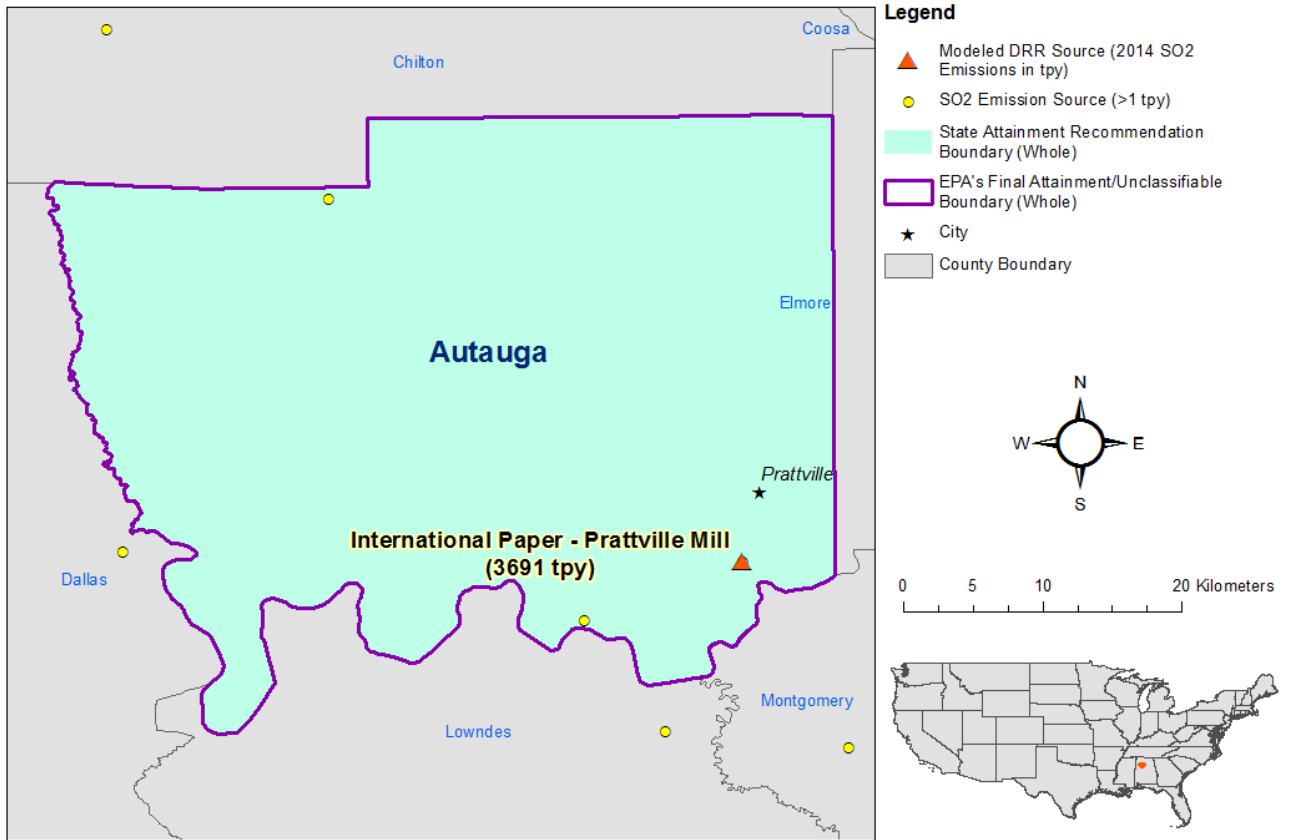 Coosa
Chilton
Elmore
Autauga
Prattville
International Paper - Prattville Mill
(3691 tpy)
Dallas
Montgomery
Lowndes
Legend
Modeled DRR Source (2014 SO2
Emissions in tpy)
SO2 Emission Source (>1 tpy)
State Attainment Recommendation
Boundary (Whole)
EPA's Final Attainment/Unclassifiable
Boundary (Whole)
City
County Boundary
N
W E
S
0 5 10 20 Kilometers